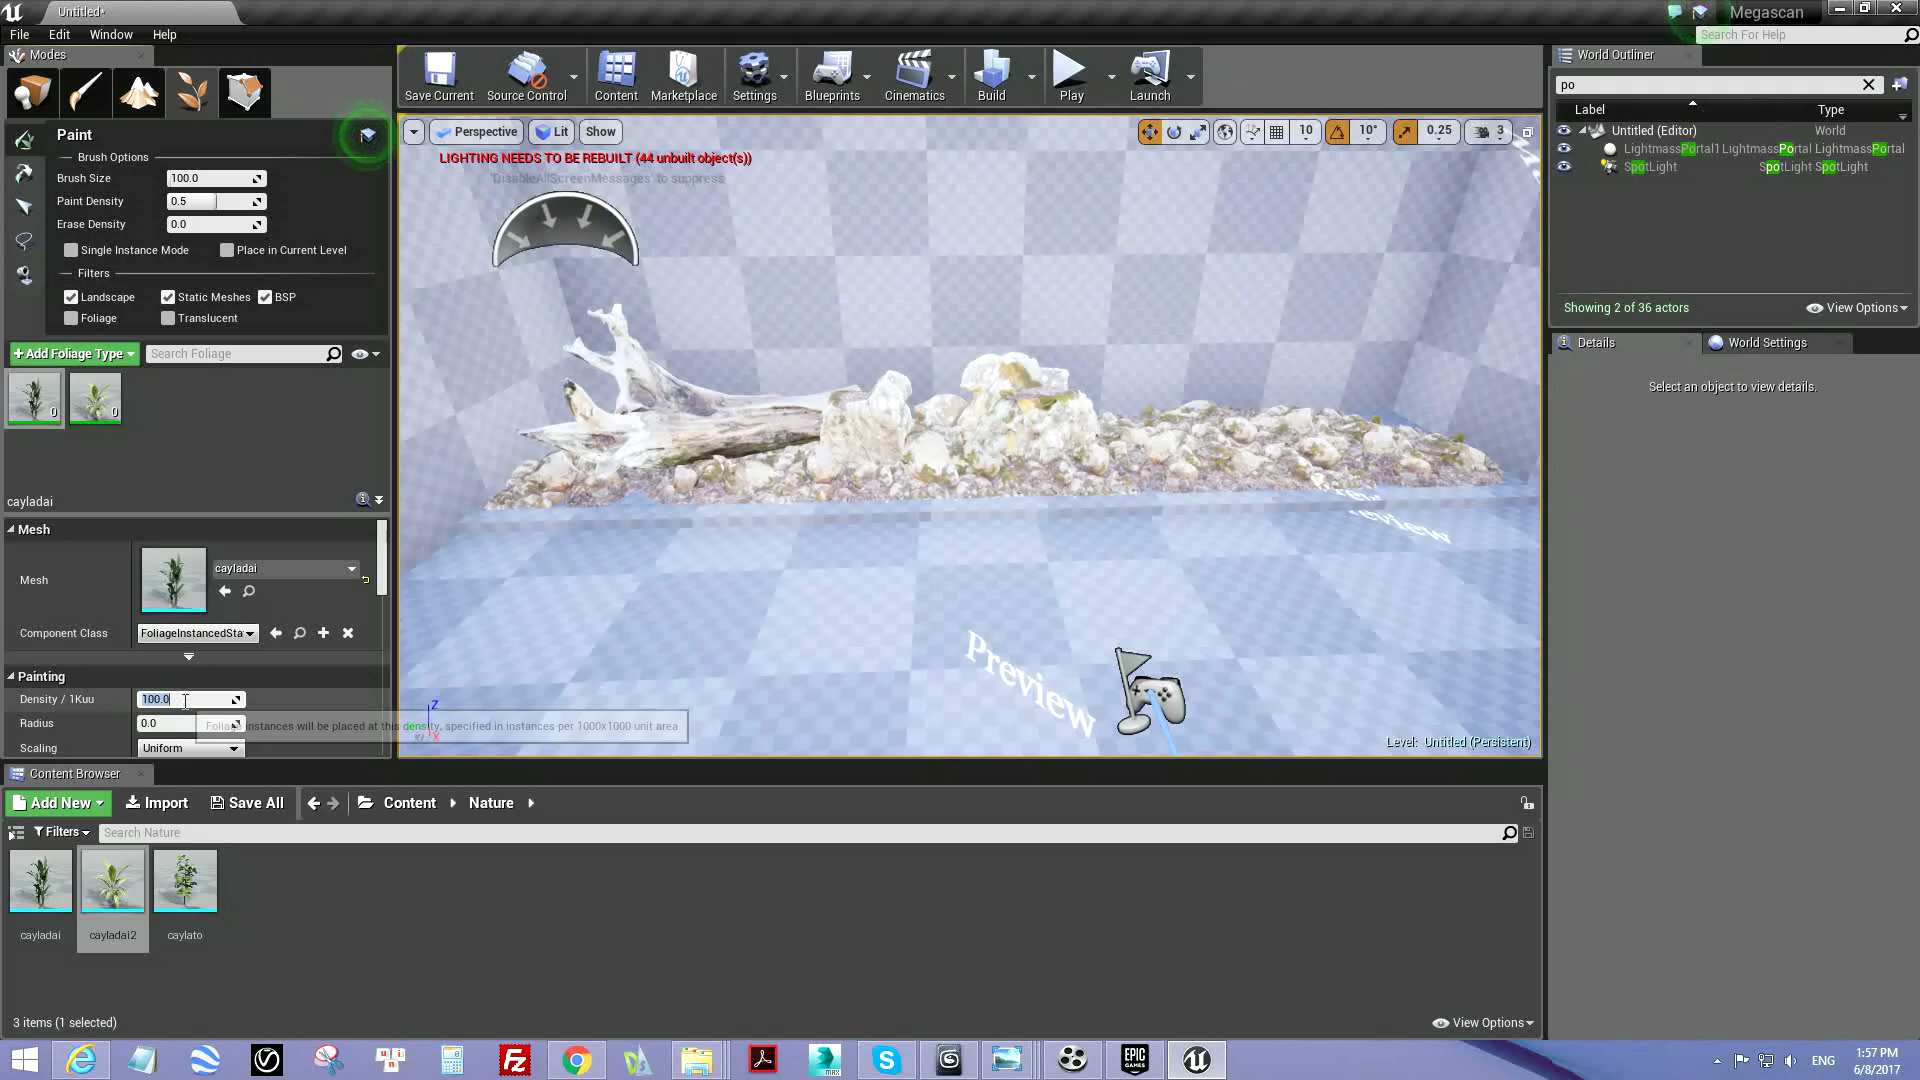 Untitled*
Megascan
File Edit Window Help
Search For Help
Modes
Save Current
Source Control
Content
Marketplace
Settings
Blueprints
Cinematics
Build
Play
Launch
World Outliner
po
Label Type
Untitled (Editor) World
LightmassPortal1 LightmassPortal LightmassPortal
SpotLight SpotLight SpotLight
Showing 2 of 36 actors
View Options
Paint
Brush Options
Brush Size 100.0
Paint Density 0.5
Erase Density 0.0
Single Instance Mode Place in Current Level
Filters
Landscape Static Meshes BSP
Foliage Translucent
+Add Foliage Type Search Foliage
0 0
cayladai
Mesh
Mesh cayladai
Component Class FoliageInstancedSta
Painting
Density / 1Kuu 100.0
Radius 0.0
Scaling Uniform
Foliage instances will be placed at this density, specified in instances per 1000x1000 unit area
Perspective Lit Show
10 10° 0.25 3
LIGHTING NEEDS TO BE REBUILT (44 unbuilt object(s))
'DisableAllScreenMessages' to suppress
Preview
Preview
Z
X
Level: Untitled (Persistent)
Details World Settings
Select an object to view details.
Content Browser
Add New Import Save All Content Nature
Filters Search Nature
cayladai cayladai2 caylato
3 items (1 selected)
View Options
ENG
1:57 PM
6/8/2017